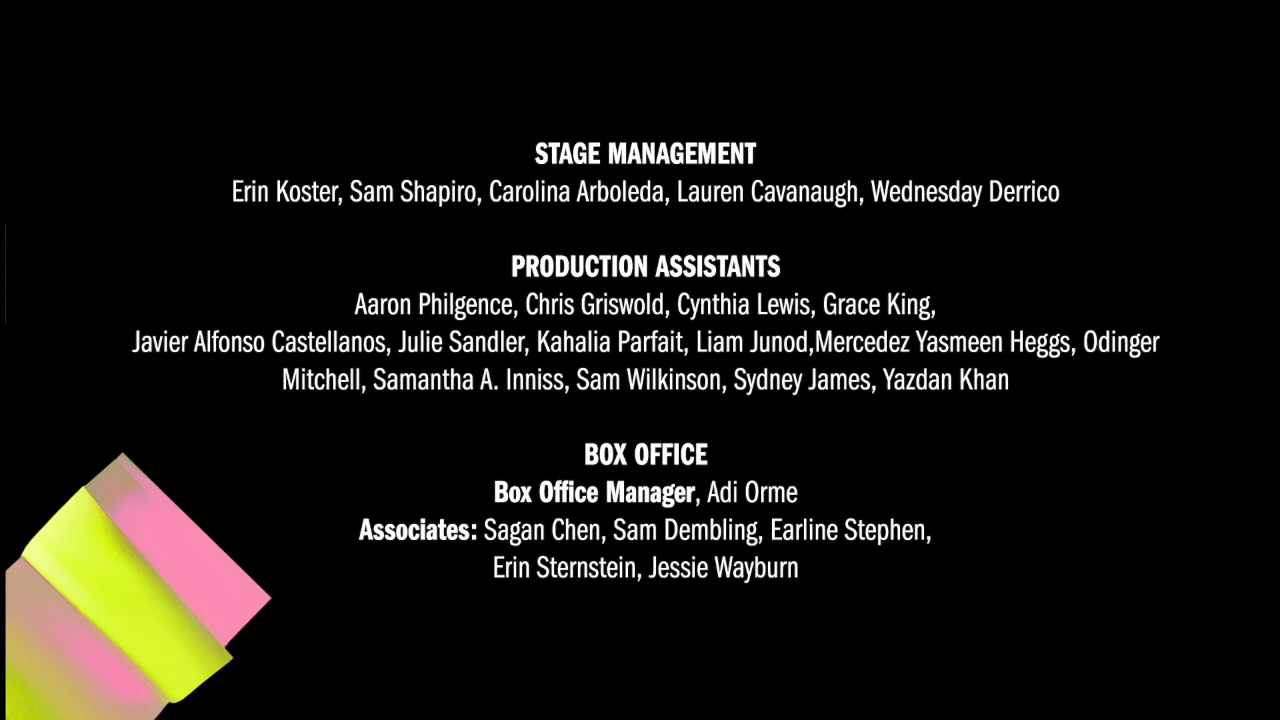 STAGE MANAGEMENT
Erin Koster, Sam Shapiro, Carolina Arboleda, Lauren Cavanaugh, Wednesday Derrico
PRODUCTION ASSISTANTS
Aaron Philgence, Chris Griswold, Cynthia Lewis, Grace King,
Javier Alfonso Castellanos, Julie Sandler, Kahalia Parfait, Liam Junod,Mercedez Yasmeen Heggs, Odinger
Mitchell, Samantha A. Inniss, Sam Wilkinson, Sydney James, Yazdan Khan
BOX OFFICE
Box Office Manager, Adi Orme
Associates: Sagan Chen, Sam Dembling, Earline Stephen,
Erin Sternstein, Jessie Wayburn